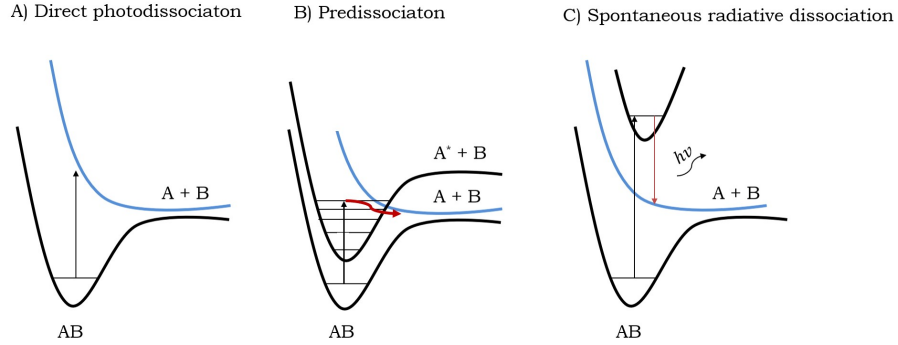 A) Direct photodissociaton
B) Predissociaton
C) Spontaneous radiative dissociation
A + B
AB
A* + B
A + B
AB
hν
A + B
AB